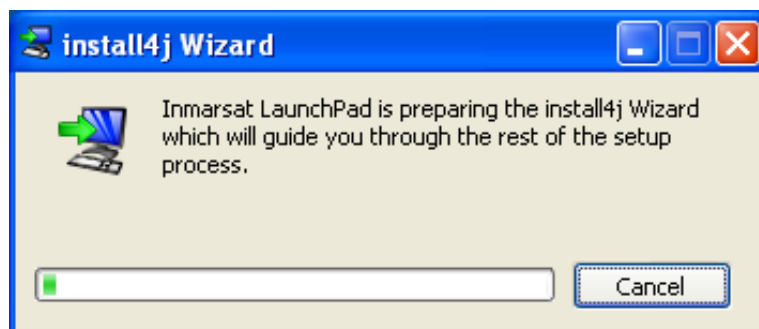 install4j Wizard
Inmarsat LaunchPad is preparing the install4j Wizard
which will guide you through the rest of the setup
process.
Cancel